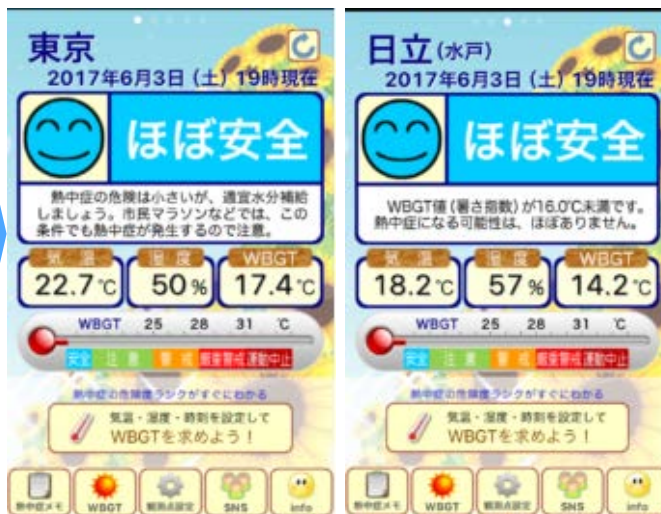 東京
2017年6月3日(土)19時現在
ほぼ安全
熱中症の危険は小さいが、適宜水分補給
しましょう。市民マラソンなどでは、この
条件でも熱中症が発生するので注意。
気温 湿度 WBGT
22.7℃ 50% 17.4℃
WBGT 25 28 31 ℃
安全 注意 警戒 厳重警戒 運動中止
熱中症の危険度ランクがすぐにわかる
気温・湿度・時刻を設定して
WBGTを求めよう!
熱中症メモ WBGT 観測点設定 SNS info
日立(水戸)
2017年6月3日(土)19時現在
ほぼ安全
WBGT値(暑さ指数)が16.0℃未満です。
熱中症になる可能性は、ほぼありません。
気温 湿度 WBGT
18.2℃ 57% 14.2℃
WBGT 25 28 31 ℃
安全 注意 警戒 厳重警戒 運動中止
熱中症の危険度ランクがすぐにわかる
気温・湿度・時刻を設定して
WBGTを求めよう!
熱中症メモ WBGT 観測点設定 SNS info